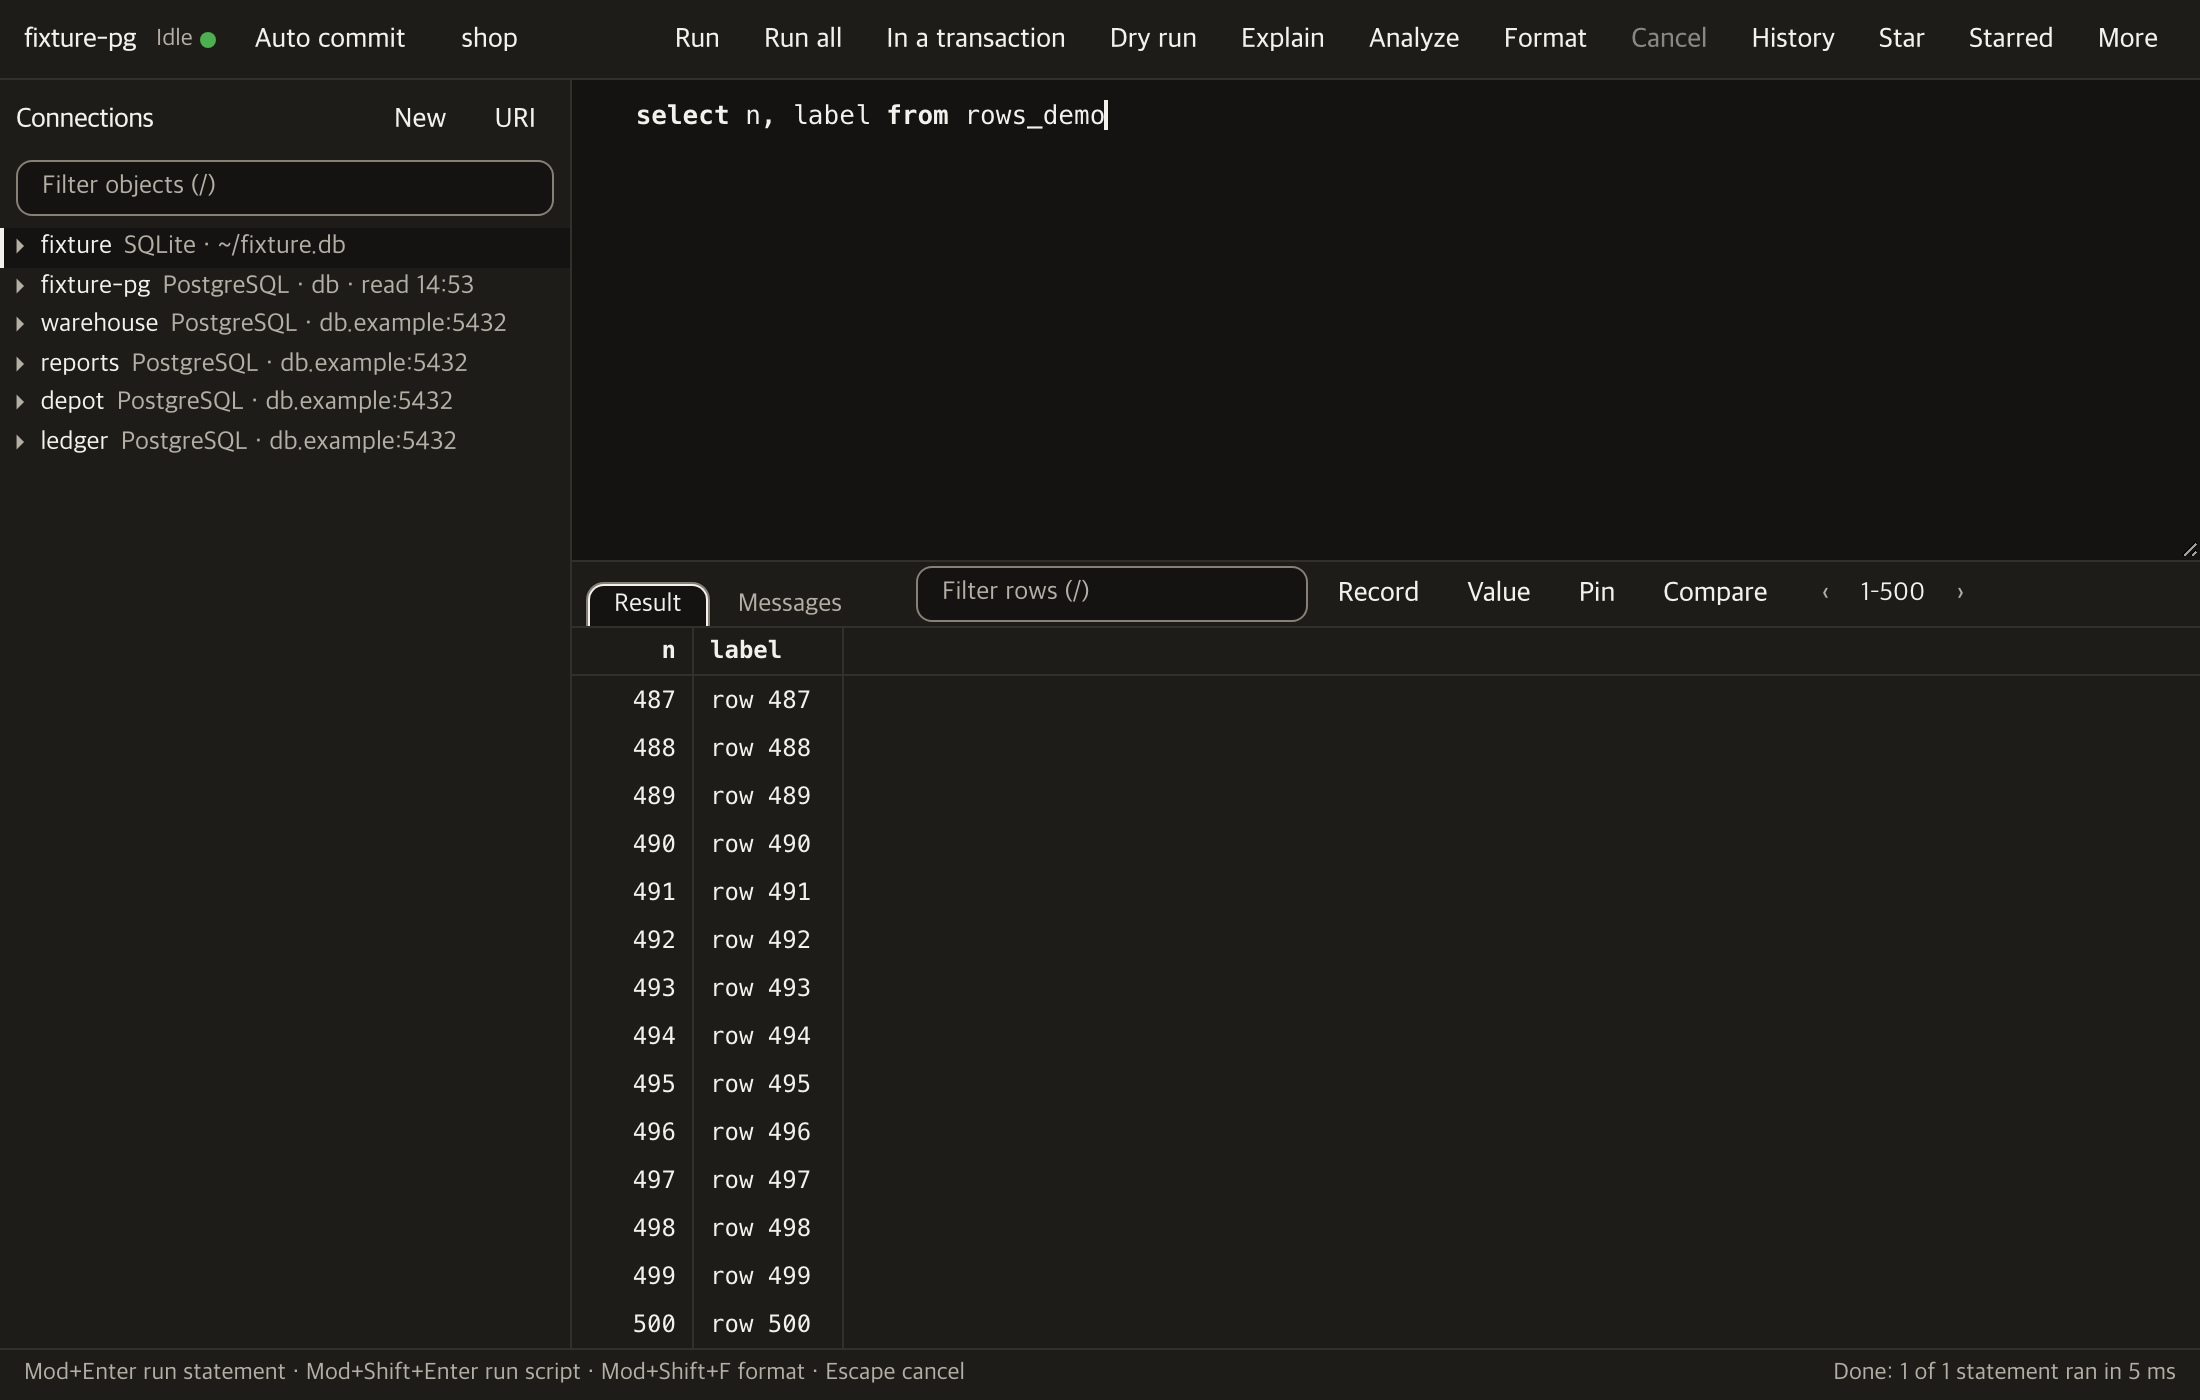 fixture-pg Idle Auto commit shop Run Run all In a transaction Dry run Explain Analyze Format Cancel History Star Starred More
Connections New URI
Filter objects (/)
fixture SQLite · ~/fixture.db
fixture-pg PostgreSQL · db · read 14:53
warehouse PostgreSQL · db.example:5432
reports PostgreSQL · db.example:5432
depot PostgreSQL · db.example:5432
ledger PostgreSQL · db.example:5432
select n, label from rows_demo
Result Messages Filter rows (/) Record Value Pin Compare ‹ 1-500 ›
n label
487 row 487
488 row 488
489 row 489
490 row 490
491 row 491
492 row 492
493 row 493
494 row 494
495 row 495
496 row 496
497 row 497
498 row 498
499 row 499
500 row 500
Mod+Enter run statement · Mod+Shift+Enter run script · Mod+Shift+F format · Escape cancel Done: 1 of 1 statement ran in 5 ms